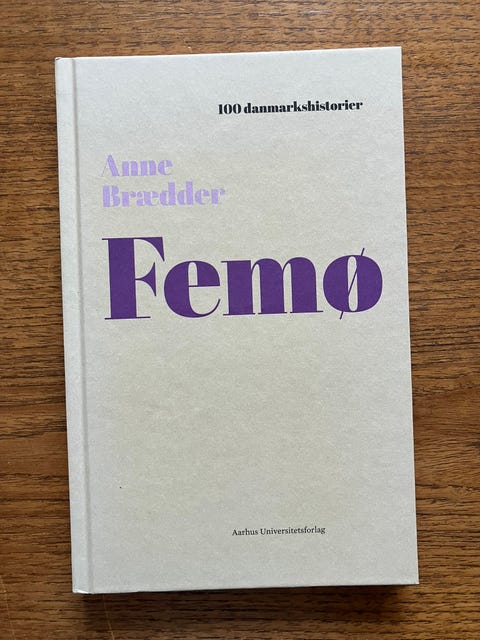 100 danmarkshistorier
Anne
Brædder
Femø
Aarhus Universitetsforlag